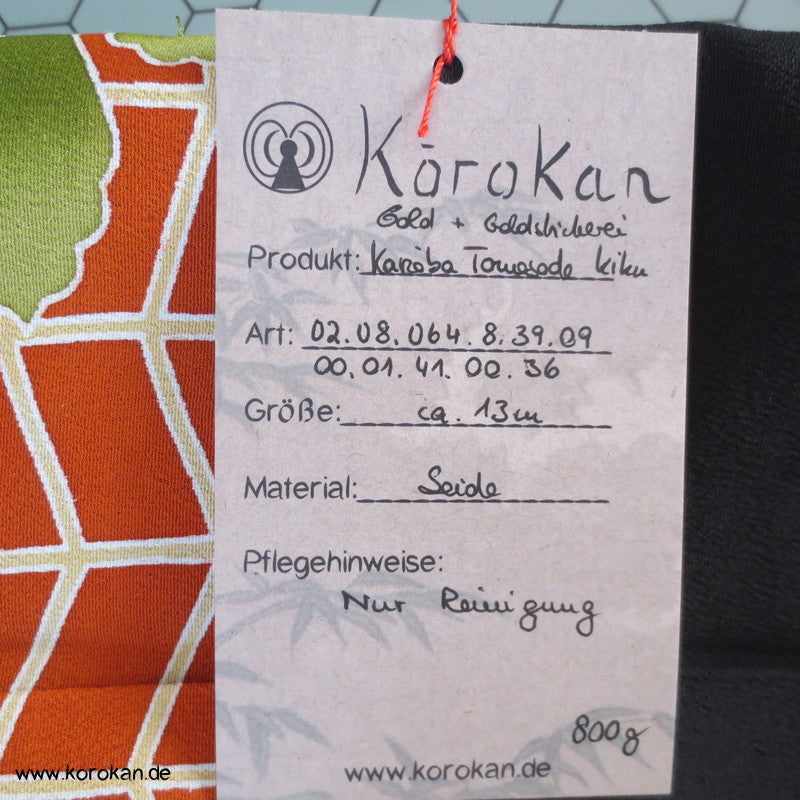 Kōrokan
Gold + Goldstickerei
Produkt: Karieba Tomesode kiku
Art: 02.08.064.8.39.09
00.01.41.00.36
Größe: ca. 13m
Material: Seide
Pflegehinweise:
Nur Reinigung
800g
www.korokan.de
www.korokan.de